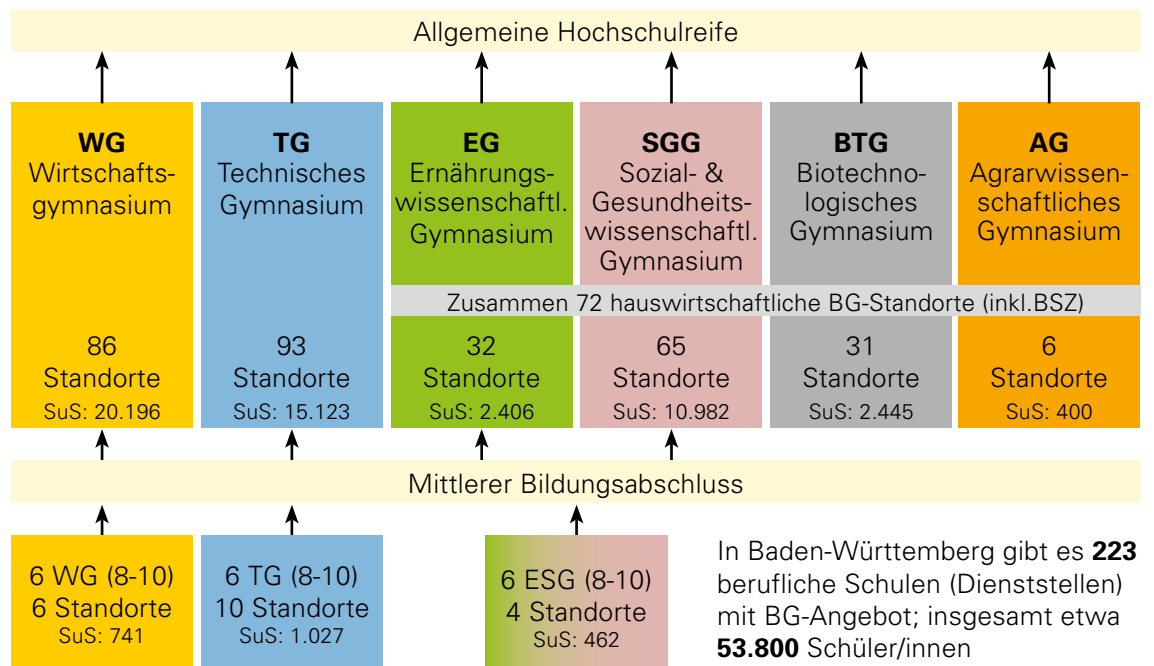 Allgemeine Hochschulreife
WG
Wirtschafts-
gymnasium
86
Standorte
SuS: 20.196
TG
Technisches
Gymnasium
93
Standorte
SuS: 15.123
EG
Ernährungs-
wissenschaftl.
Gymnasium
32
Standorte
SuS: 2.406
SGG
Sozial- &
Gesundheits-
wissenschaftl.
Gymnasium
65
Standorte
SuS: 10.982
BTG
Biotechno-
logisches
Gymnasium
31
Standorte
SuS: 2.445
AG
Agrarwissen-
schaftliches
Gymnasium
6
Standorte
SuS: 400
Zusammen 72 hauswirtschaftliche BG-Standorte (inkl.BSZ)
Mittlerer Bildungsabschluss
6 WG (8-10)
6 Standorte
SuS: 741
6 TG (8-10)
10 Standorte
SuS: 1.027
6 ESG (8-10)
4 Standorte
SuS: 462
In Baden-Württemberg gibt es 223
berufliche Schulen (Dienststellen)
mit BG-Angebot; insgesamt etwa
53.800 Schüler/innen